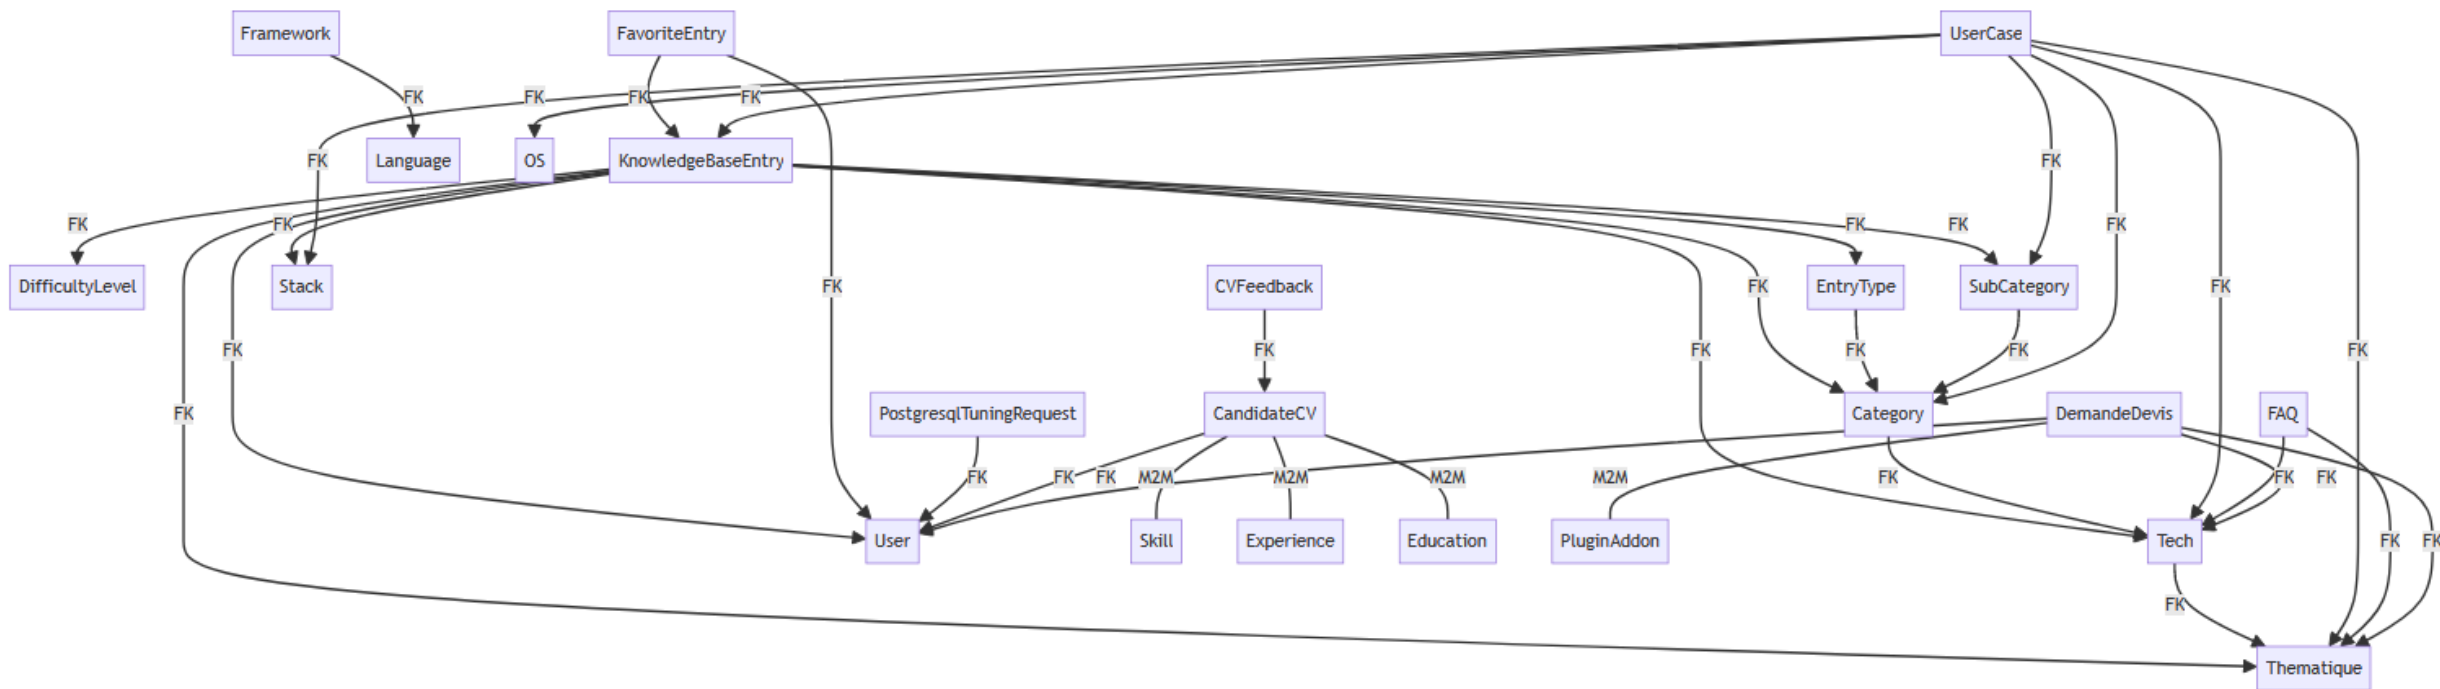 Framework
FavoriteEntry
UserCase
FK
FK
FK
FK
FK
Language
OS
KnowledgeBaseEntry
FK
FK
FK
FK
FK
FK
FK
DifficultyLevel
Stack
FK
CVFeedback
FK
EntryType
SubCategory
FK
FK
FK
FK
FK
FK
FK
FK
PostgresqlTuningRequest
CandidateCV
Category
DemandeDevis
FAQ
FK
FK
FK
M2M
M2M
M2M
M2M
FK
FK
FK
User
Skill
Experience
Education
PluginAddon
Tech
FK
FK
FK
Thematique